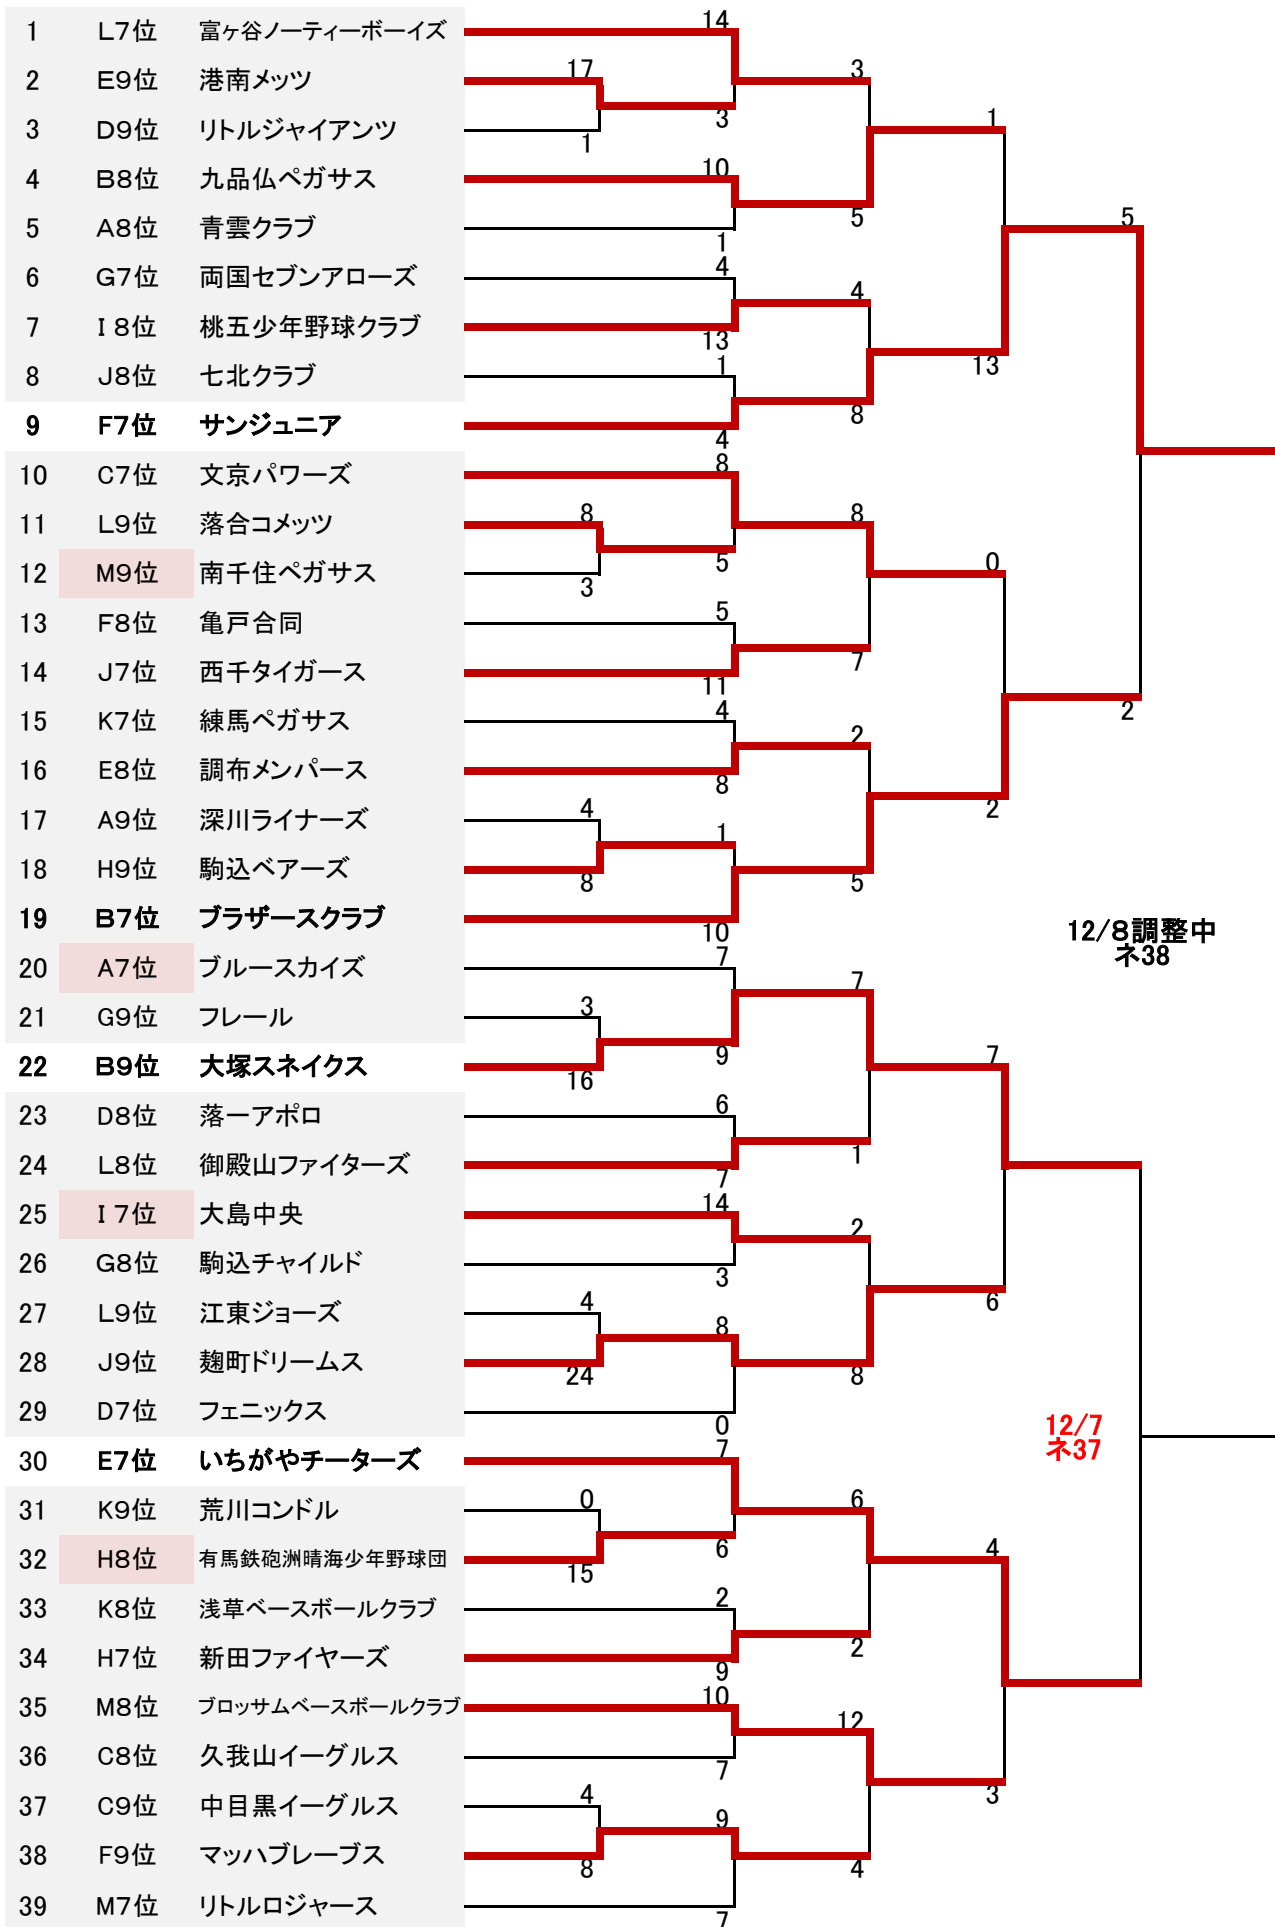 14
1 L7位 富ヶ谷ノーティーボーイズ
17 3
2 E9位 港南メッツ
3 1
3 D9位 リトルジャイアンツ
1
10
4 B8位 九品仏ペガサス
5 5
5 A8位 青雲クラブ
1
4
6 G7位 両国セブンアローズ
4
7 I8位 桃五少年野球クラブ
13
1 13
8 J8位 七北クラブ
8
9 F7位 サンジュニア
4
8
10 C7位 文京パワーズ
8 8
11 L9位 落合コメッツ
5 0
12 M9位 南千住ペガサス
3
5
13 F8位 亀戸合同
7
14 J7位 西千タイガース
11
4 2
15 K7位 練馬ペガサス
2
16 E8位 調布メンパース
8
4 2
17 A9位 深川ライナーズ
1
18 H9位 駒込ベアーズ
8 5
19 B7位 ブラザースクラブ
10
12/8調整中
ネ38
7
20 A7位 ブルースカイズ
7
3
21 G9位 フレール
9 7
22 B9位 大塚スネイクス
16
6
23 D8位 落一アポロ
1
24 L8位 御殿山ファイターズ
7
14
25 I7位 大島中央
2
26 G8位 駒込チャイルド
3
4 6
27 L9位 江東ジョーズ
8
28 J9位 麹町ドリームス
24 8
29 D7位 フェニックス
0
12/7
ネ37
7
30 E7位 いちがやチーターズ
0 6
31 K9位 荒川コンドル
6 4
32 H8位 有馬鉄砲洲晴海少年野球団
15
2
33 K8位 浅草ベースボールクラブ
2
34 H7位 新田ファイヤーズ
9
10
35 M8位 ブロッサムベースボールクラブ
12
36 C8位 久我山イーグルス
7
4 3
37 C9位 中目黒イーグルス
9
38 F9位 マッハブレーブス
8 4
39 M7位 リトルロジャース
7